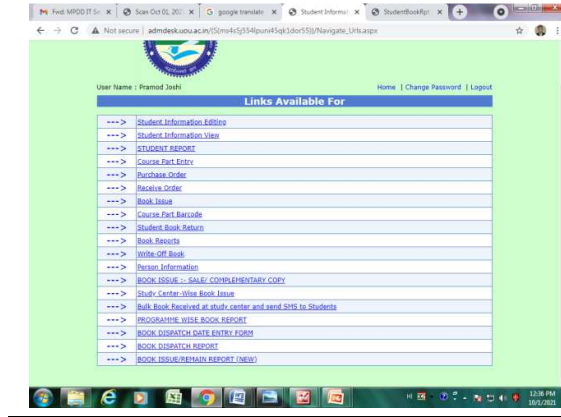 Fwd: MPDD IT Se
Scan Oct 01, 202
google translate
Student Informat
StudentBookRpt
Not secure | admdesk.uou.ac.in/(S(ms4s5j554lpuni45qk1dor55))/Navigate_Urls.aspx
User Name : Pramod Joshi Home | Change Password | Logout
Links Available For
---> Student Information Editing
---> Student Information View
---> STUDENT REPORT
---> Course Part Entry
---> Purchase Order
---> Receive Order
---> Book Issue
---> Course Part Barcode
---> Student Book Return
---> Book Reports
---> Write-Off Book
---> Person Information
---> BOOK ISSUE :- SALE/ COMPLEMENTARY COPY
---> Study Center-Wise Book Issue
---> Bulk Book Received at study center and send SMS to Students
---> PROGRAMME WISE BOOK REPORT
---> BOOK DISPATCH DATE ENTRY FORM
---> BOOK DISPATCH REPORT
---> BOOK ISSUE/REMAIN REPORT (NEW)
12:36 PM
10/1/2021